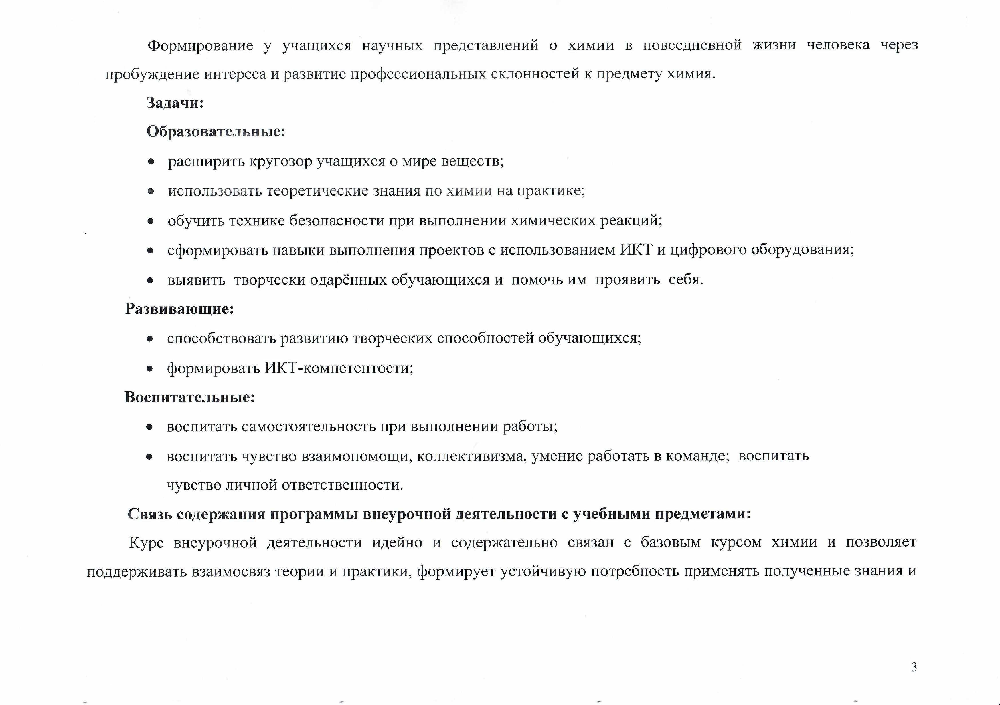 Формирование у учащихся научных представлений о химии в повседневной жизни человека через
пробуждение интереса и развитие профессиональных склонностей к предмету химия.
Задачи:
Образовательные:
• расширить кругозор учащихся о мире веществ;
• использовать теоретические знания по химии на практике;
• обучить технике безопасности при выполнении химических реакций;
• сформировать навыки выполнения проектов с использованием ИКТ и цифрового оборудования;
• выявить творчески одарённых обучающихся и помочь им проявить себя.
Развивающие:
• способствовать развитию творческих способностей обучающихся;
• формировать ИКТ-компетентости;
Воспитательные:
• воспитать самостоятельность при выполнении работы;
• воспитать чувство взаимопомощи, коллективизма, умение работать в команде; воспитать
чувство личной ответственности.
Связь содержания программы внеурочной деятельности с учебными предметами:
Курс внеурочной деятельности идейно и содержательно связан с базовым курсом химии и позволяет
поддерживать взаимосвяз теории и практики, формирует устойчивую потребность применять полученные знания и
3